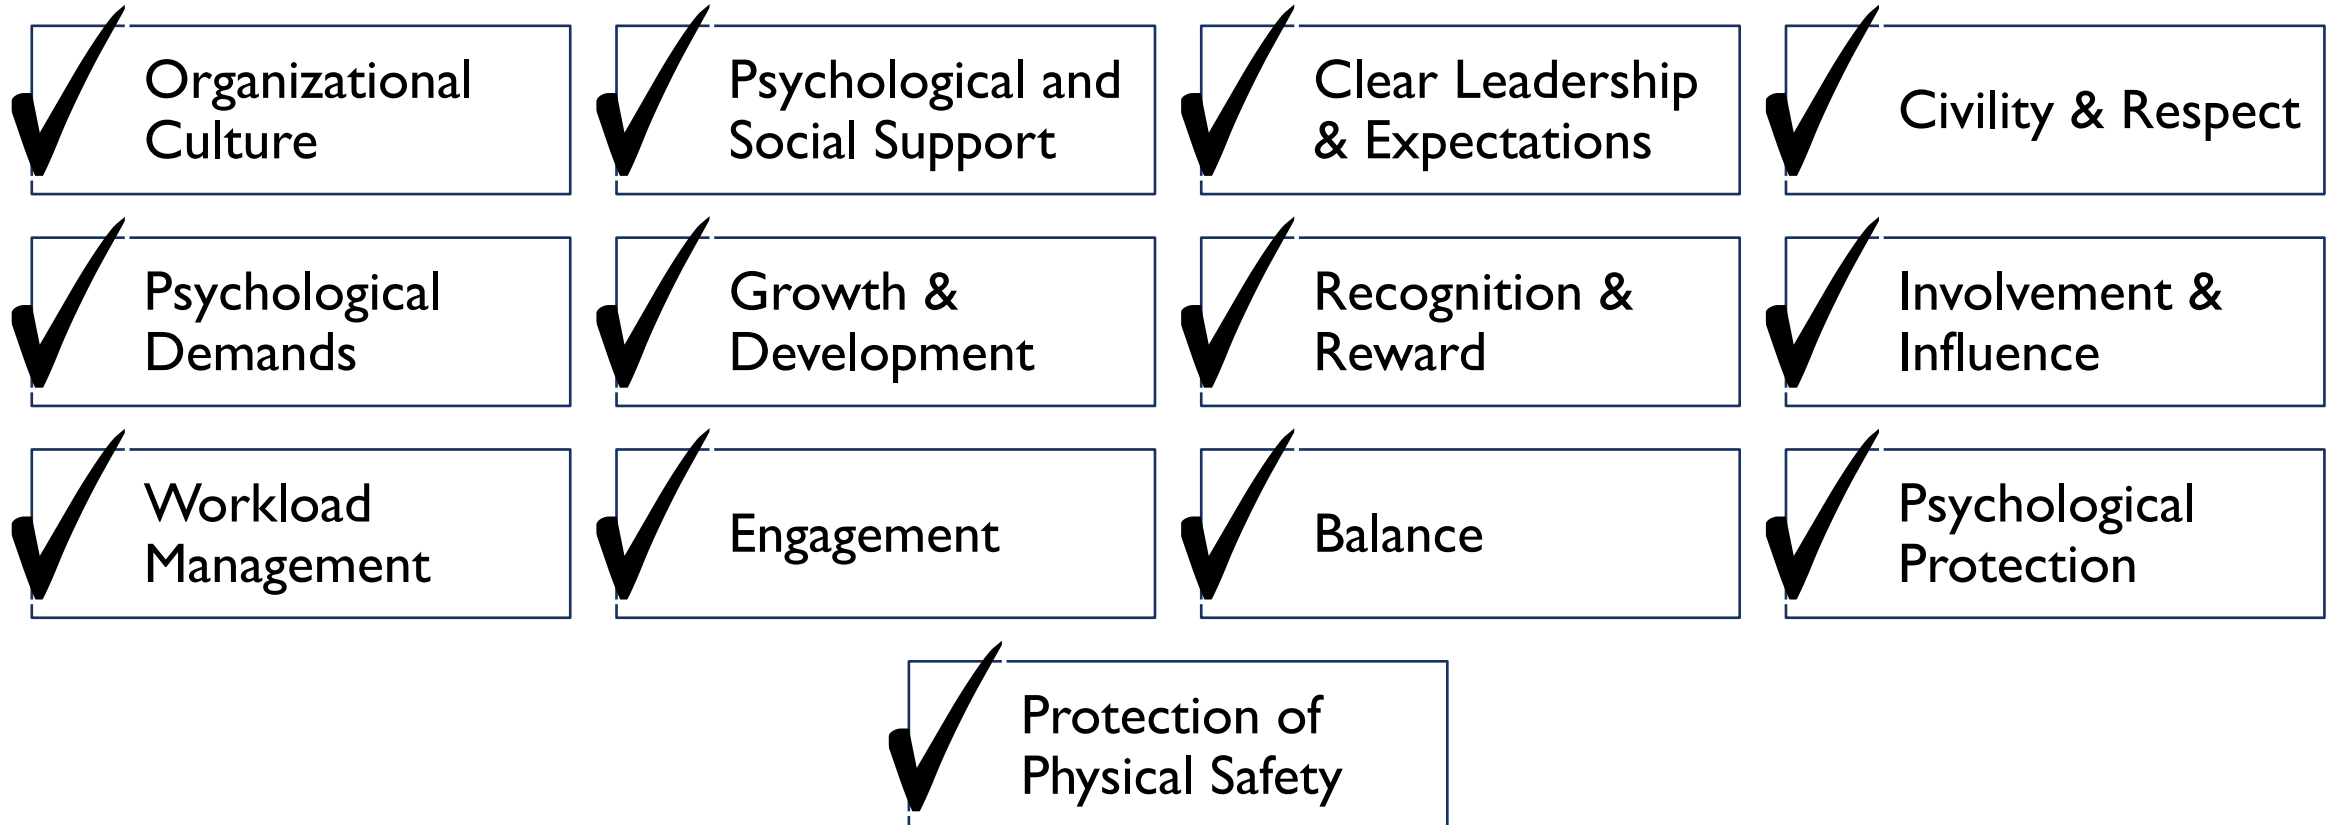 Organizational
Culture
Psychological and
Social Support
Clear Leadership
& Expectations
Civility & Respect
Psychological
Demands
Growth &
Development
Recognition &
Reward
Involvement &
Influence
Workload
Management
Engagement
Balance
Psychological
Protection
Protection of
Physical Safety